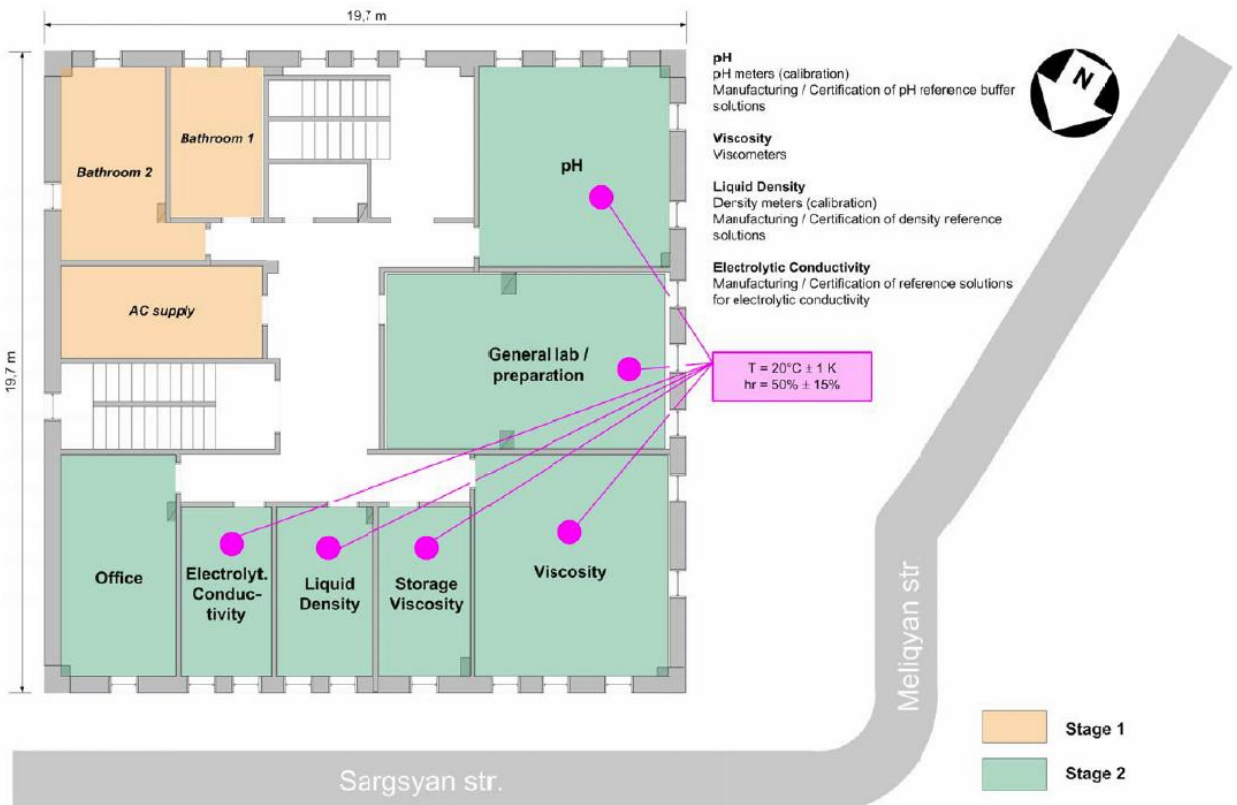 19,7 m
19,7 m
Bathroom 2
Bathroom 1
pH
AC supply
General lab /
preparation
Office
Electrolyt.
Conduc-
tivity
Liquid
Density
Storage
Viscosity
Viscosity
pH
pH meters (calibration)
Manufacturing / Certification of pH reference buffer
solutions
Viscosity
Viscometers
Liquid Density
Density meters (calibration)
Manufacturing / Certification of density reference
solutions
Electrolytic Conductivity
Manufacturing / Certification of reference solutions
for electrolytic conductivity
N
T = 20°C ± 1 K
hr = 50% ± 15%
Meliqyan str
Sargsyan str.
Stage 1
Stage 2